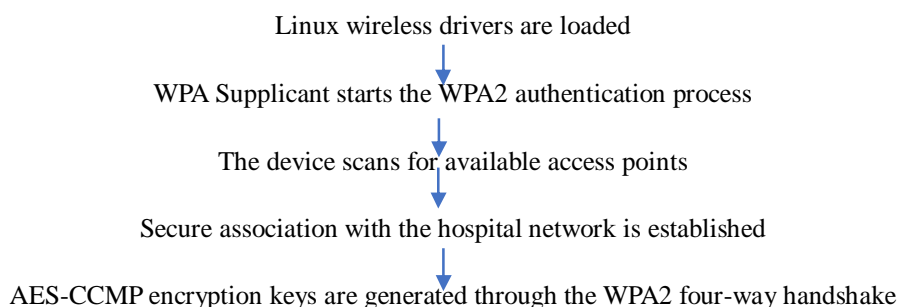 Linux wireless drivers are loaded
WPA Supplicant starts the WPA2 authentication process
The device scans for available access points
Secure association with the hospital network is established
AES-CCMP encryption keys are generated through the WPA2 four-way handshake